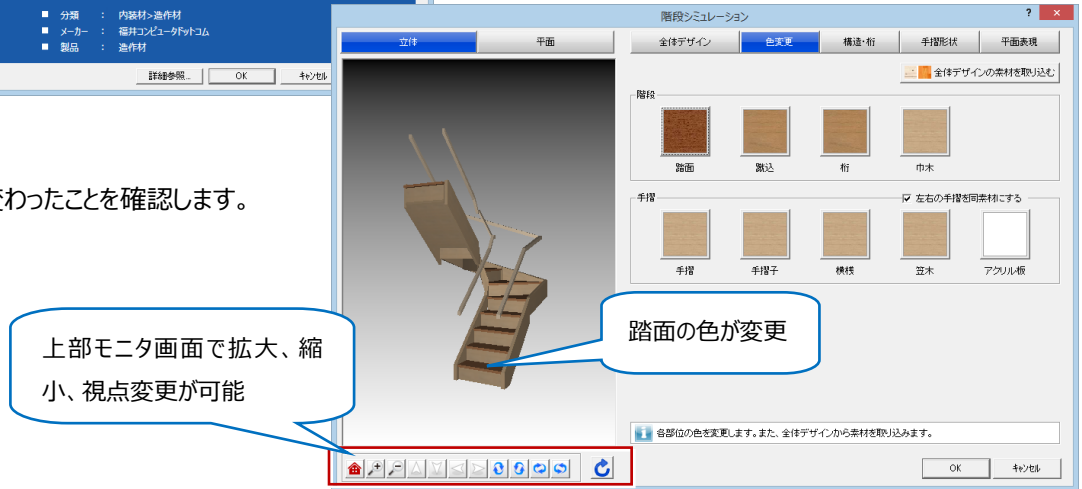 ■ 分類 : 内装材>造作材
■ メーカー : 福井コンピュータドットコム
■ 製品 : 造作材
詳細参照... OK キャンセル
変わったことを確認します。
階段シミュレーション ? ×
立体 平面 全体デザイン 色変更 構造・桁 手摺形状 平面表現
全体デザインの素材を取り込む
階段
踏面 蹴込 桁 巾木
手摺 左右の手摺を同素材にする
手摺 手摺子 横桟 笠木 アクリル板
踏面の色が変更
上部モニタ画面で拡大、縮
小、視点変更が可能
各部位の色を変更します。また、全体デザインから素材を取り込みます。
OK キャンセル